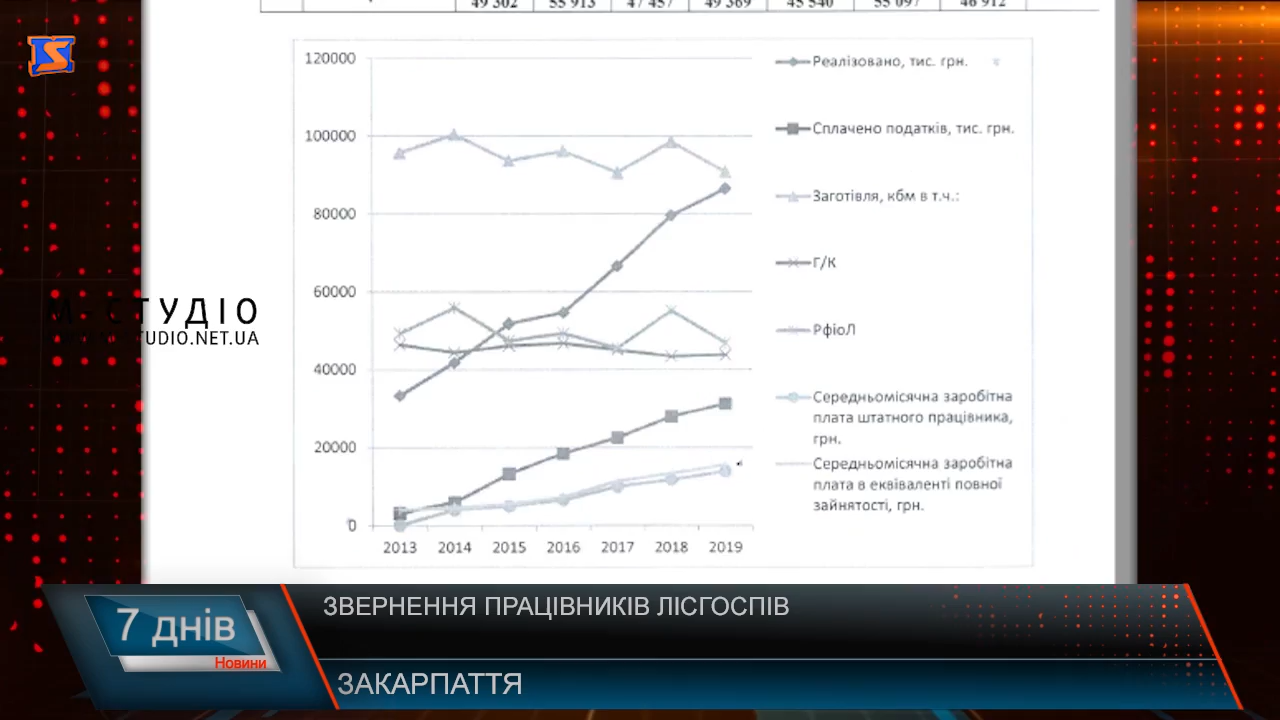 49 302 55 913 47 457 49 369 45 540 55 097 46 912
120000
100000
80000
60000
40000
20000
0
2013 2014 2015 2016 2017 2018 2019
Реалізовано, тис. грн.
Сплачено податків, тис. грн.
Заготівля, кбм в т.ч.:
Г/К
РфіоЛ
Середньомісячна заробітна
плата штатного працівника,
грн.
Середньомісячна заробітна
плата в еквіваленті повної
зайнятості, грн.
М-СТУДІО
STUDIO.NET.UA
7 днів
Новини
ЗВЕРНЕННЯ ПРАЦІВНИКІВ ЛІСГОСПІВ
ЗАКАРПАТТЯ